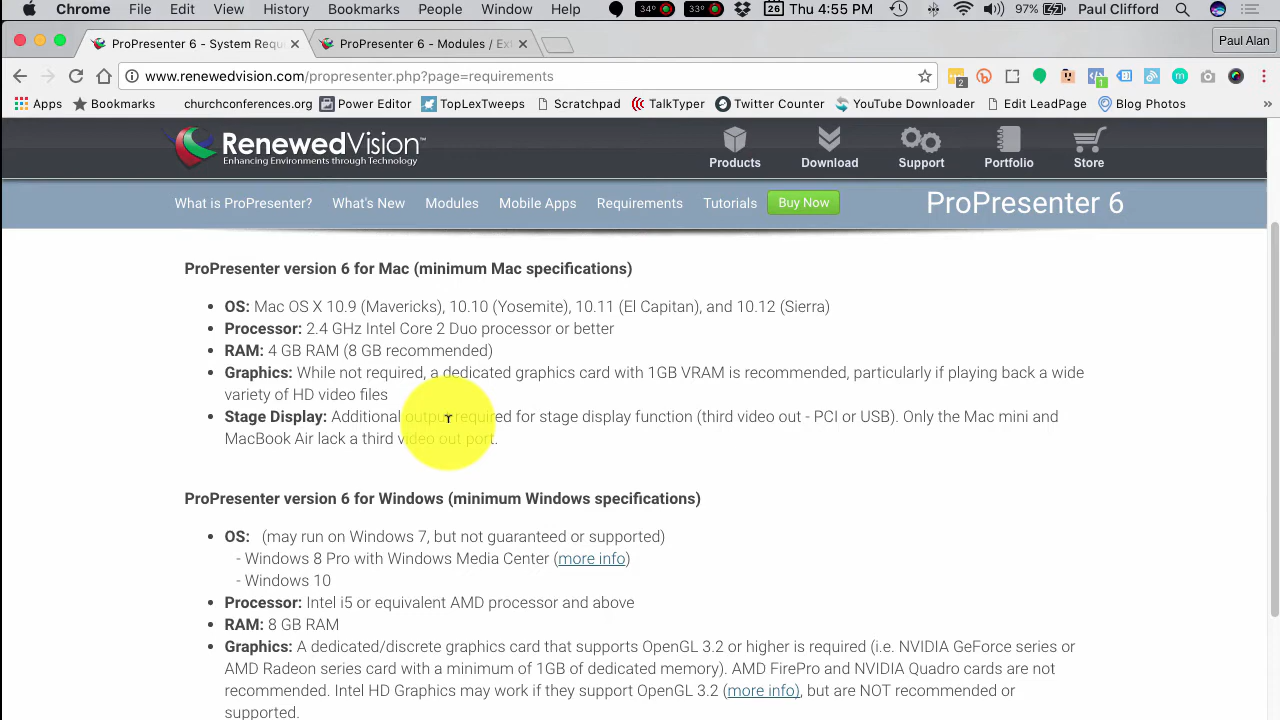 Chrome File Edit View History Bookmarks People Window Help 34° 33° 26 Thu 4:55 PM 97% Paul Clifford
ProPresenter 6 - System Requ ProPresenter 6 - Modules / Ex Paul Alan
www.renewedvision.com/propresenter.php?page=requirements 2 1 m
Apps Bookmarks churchconferences.org Power Editor TexLexTweeps Scratchpad TalkTyper Twitter Counter YouTube Downloader Edit LeadPage Blog Photos »
RenewedVision™
Enhancing Environments through Technology
Products Download Support Portfolio Store
What is ProPresenter? What's New Modules Mobile Apps Requirements Tutorials Buy Now ProPresenter 6
ProPresenter version 6 for Mac (minimum Mac specifications)
• OS: Mac OS X 10.9 (Mavericks), 10.10 (Yosemite), 10.11 (El Capitan), and 10.12 (Sierra)
• Processor: 2.4 GHz Intel Core 2 Duo processor or better
• RAM: 4 GB RAM (8 GB recommended)
• Graphics: While not required, a dedicated graphics card with 1GB VRAM is recommended, particularly if playing back a wide
variety of HD video files
• Stage Display: Additional output required for stage display function (third video out - PCI or USB). Only the Mac mini and
MacBook Air lack a third video out port.
ProPresenter version 6 for Windows (minimum Windows specifications)
• OS: (may run on Windows 7, but not guaranteed or supported)
- Windows 8 Pro with Windows Media Center (more info)
- Windows 10
• Processor: Intel i5 or equivalent AMD processor and above
• RAM: 8 GB RAM
• Graphics: A dedicated/discrete graphics card that supports OpenGL 3.2 or higher is required (i.e. NVIDIA GeForce series or
AMD Radeon series card with a minimum of 1GB of dedicated memory). AMD FirePro and NVIDIA Quadro cards are not
recommended. Intel HD Graphics may work if they support OpenGL 3.2 (more info), but are NOT recommended or
supported.